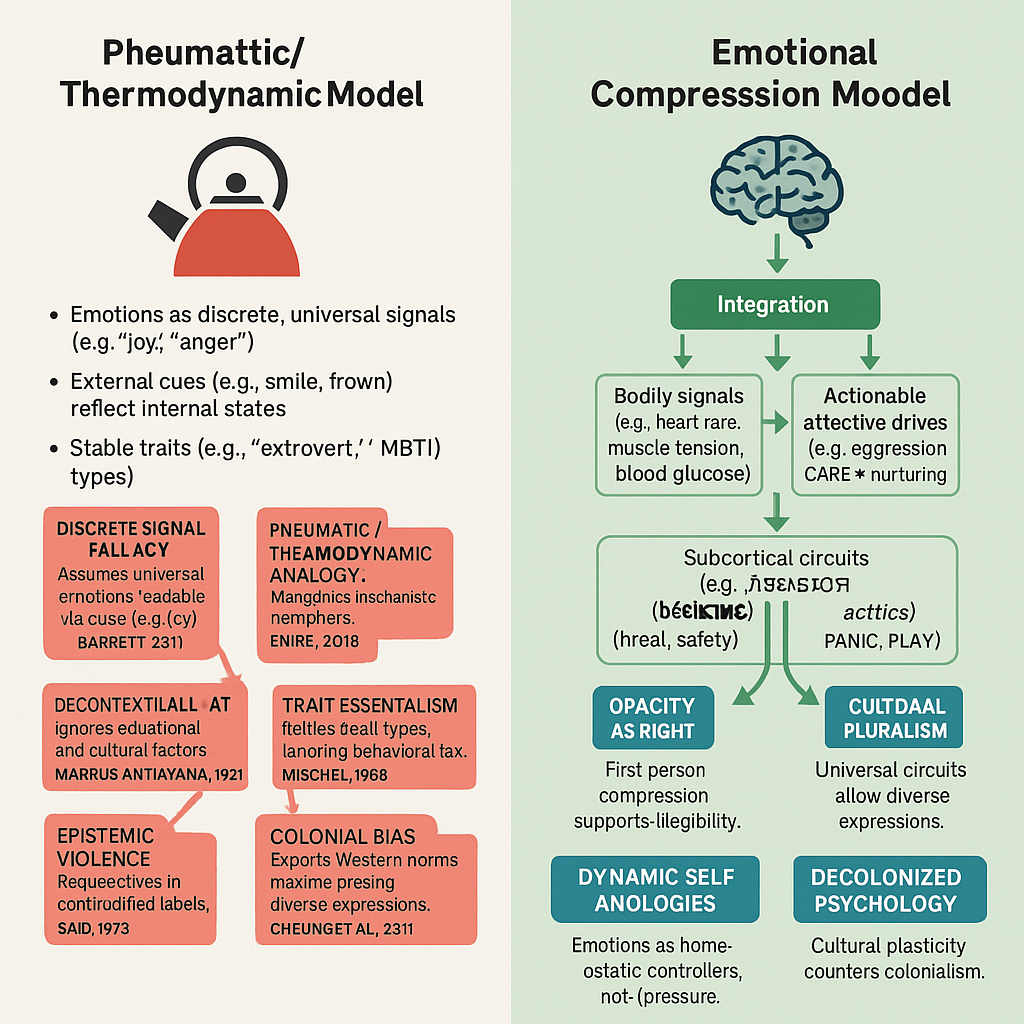 Pheumattic/
Thermodynamic Model
• Emotions as discrete, universal signals
(e.g. “joy.’, “anger”)
• External cues (e.g., smile, frown)
reflect internal states
• Stable traits (e.g., “extrovert,’ ‘ MBTI)
types)
DISCRETE SIGNAL
FALL ACY
Assumes universal
ernotions 'eadable
vla cuse (e.g.(cy)
BARRETT 231)
PNEUMATIC /
THEAMODYNAMIC
ANALOGY.
Mangdnics inschanistc
nemphers.
ENIRE, 2018
DECONTEXTILALL AT
ignores eduational
and cultural factors
MARRUS ANTIAYANA, 1921
TRAIT ESSENTALISM
fteltles deall types,
lanoring behavioral tax.
MISCHEL, 1968
EPISTEMIC
VIOLENCE
Requeectives in
contirodified labels,
SAID, 1973
COLONIAL BIAS
Exports Western norms
maxime presing
diverse expressions.
CHEUNGET AL, 2311
Emotional
Compresssion Moodel
Integration
Bodily signals
(e.g., heart rare.
muscle tension,
blood glucose)
Actionable
attective drives
(e.g. eggression
CARE * nurturing
Subcortical circuits
(e.g.
acttics)
(hreal, safety)
PANIC, PLAY)
OPACITY
AS RIGHT
First person
compression
supports-lilegibility.
CULTDAAL
PLURALISM
Universal circuits
allow diverse
expressions.
DYNAMIC SELF
ANOLOGIES
Emotions as home-
ostatic controllers,
not- (pressure.
DECOLONIZED
PSYCHOLOGY
Cultural plasticity
counters colonialism.